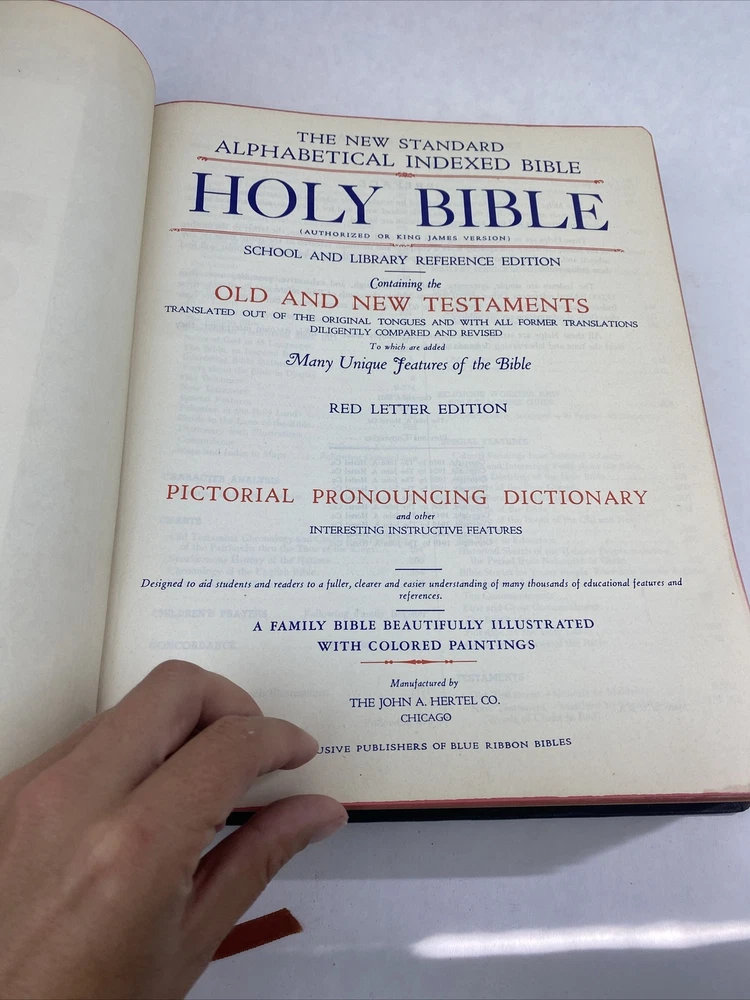 THE NEW STANDARD
ALPHABETICAL INDEXED BIBLE
HOLY BIBLE
(AUTHORIZED OR KING JAMES VERSION)
SCHOOL AND LIBRARY REFERENCE EDITION
Containing the
OLD AND NEW TESTAMENTS
TRANSLATED OUT OF THE ORIGINAL TONGUES AND WITH ALL FORMER TRANSLATIONS
DILIGENTLY COMPARED AND REVISED
To which are added
Many Unique Features of the Bible
RED LETTER EDITION
PICTORIAL PRONOUNCING DICTIONARY
and other
INTERESTING INSTRUCTIVE FEATURES
Designed to aid students and readers to a fuller, clearer and easier understanding of many thousands of educational features and
references.
A FAMILY BIBLE BEAUTIFULLY ILLUSTRATED
WITH COLORED PAINTINGS
Manufactured by
THE JOHN A. HERTEL CO.
CHICAGO
PUBLISHERS OF BLUE RIBBON BIBLES